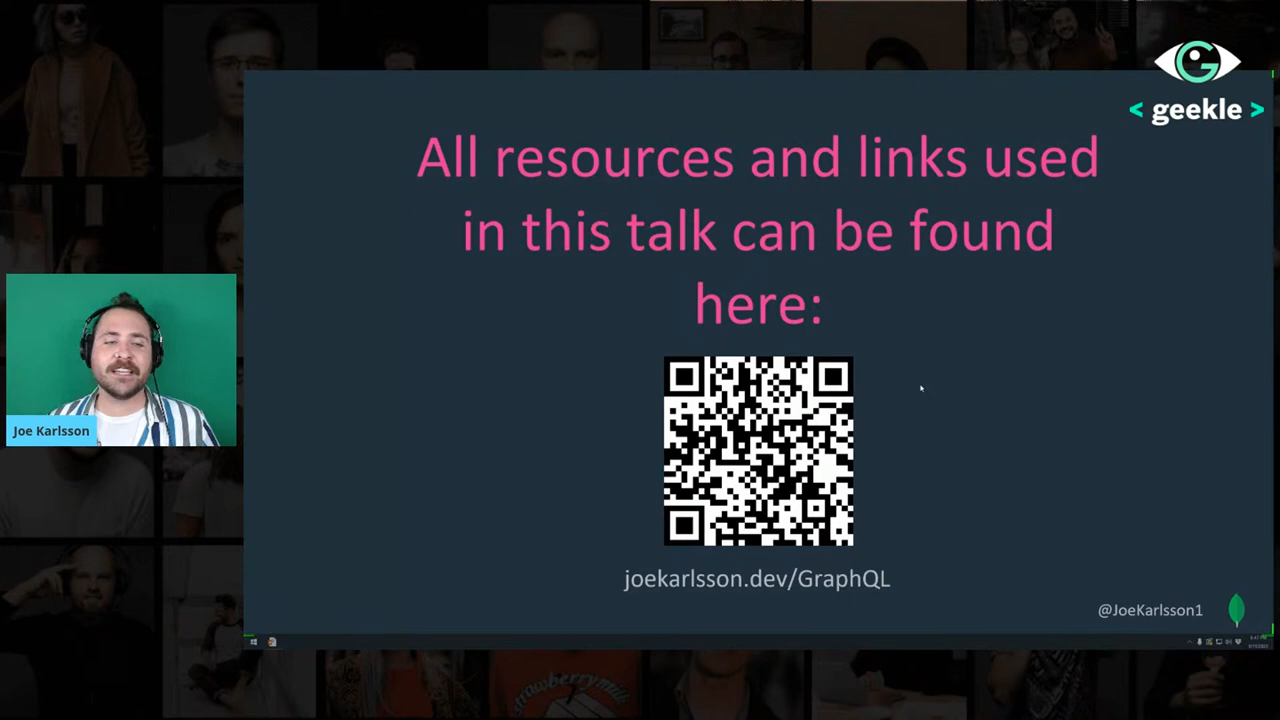 < geekle >
All resources and links used
in this talk can be found
here:
Joe Karlsson
joekarlsson.dev/GraphQL
@JoeKarlsson1